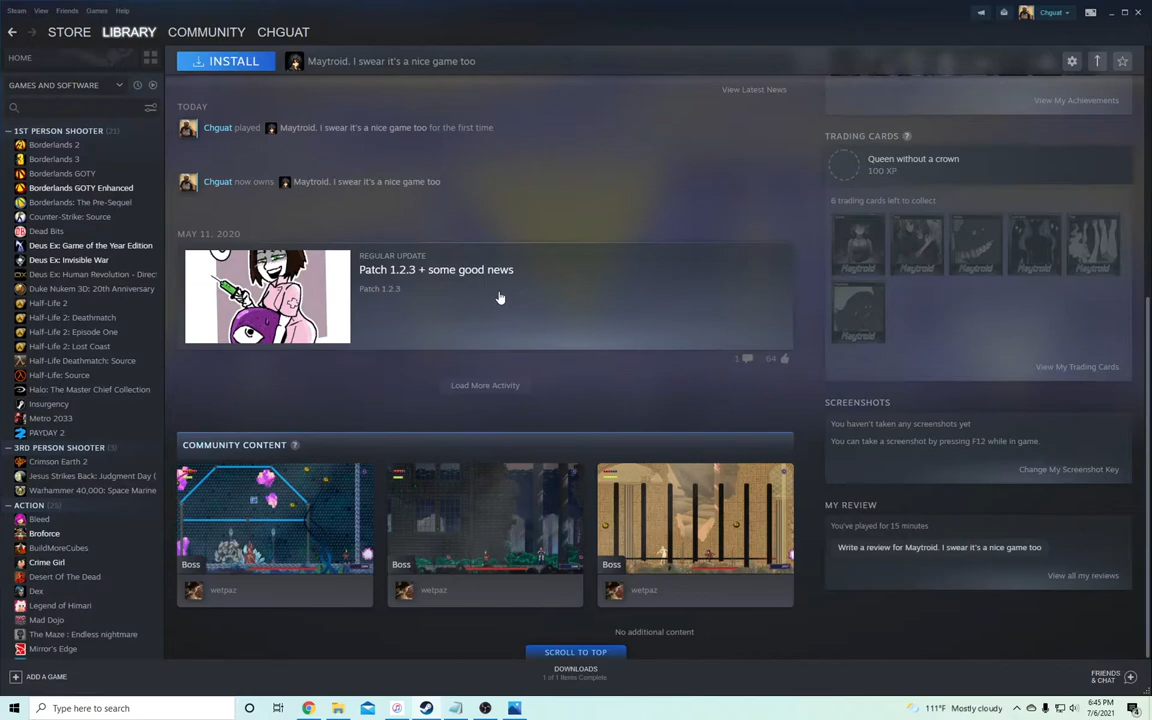 Steam View Friends Games Help
Chguat
STORE LIBRARY COMMUNITY CHGUAT
HOME
INSTALL Maytroid. I swear it's a nice game too
GAMES AND SOFTWARE
View Latest News
View My Achievements
TODAY
Chguat played Maytroid. I swear it's a nice game too for the first time
Chguat now owns Maytroid. I swear it's a nice game too
MAY 11, 2020
REGULAR UPDATE
Patch 1.2.3 + some good news
Patch 1.2.3
1 64
Load More Activity
COMMUNITY CONTENT ?
Boss
wetpaz
Boss
wetpaz
Boss
wetpaz
No additional content
SCROLL TO TOP
TRADING CARDS ?
Queen without a crown
100 XP
6 trading cards left to collect
Maytroid
Maytroid
Maytroid
Maytroid
Maytroid
Maytroid
View My Trading Cards
SCREENSHOTS
You haven't taken any screenshots yet
You can take a screenshot by pressing F12 while in game.
Change My Screenshot Key
MY REVIEW
You've played for 15 minutes
Write a review for Maytroid. I swear it's a nice game too
View all my reviews
1ST PERSON SHOOTER (21)
Borderlands 2
Borderlands 3
Borderlands GOTY
Borderlands GOTY Enhanced
Borderlands: The Pre-Sequel
Counter-Strike: Source
Dead Bits
Deus Ex: Game of the Year Edition
Deus Ex: Invisible War
Deus Ex: Human Revolution - Direc
Duke Nukem 3D: 20th Anniversary
Half-Life 2
Half-Life 2: Deathmatch
Half-Life 2: Episode One
Half-Life 2: Lost Coast
Half-Life Deathmatch: Source
Half-Life: Source
Halo: The Master Chief Collection
Insurgency
Metro 2033
PAYDAY 2
3RD PERSON SHOOTER (3)
Crimson Earth 2
Jesus Strikes Back: Judgment Day (
Warhammer 40,000: Space Marine
ACTION (25)
Bleed
Broforce
BuildMoreCubes
Crime Girl
Desert Of The Dead
Dex
Legend of Himari
Mad Dojo
The Maze : Endless nightmare
Mirror's Edge
ADD A GAME
DOWNLOADS
1 of 1 Items Complete
FRIENDS
& CHAT
Type here to search
111°F Mostly cloudy
6:45 PM
7/6/2021
4